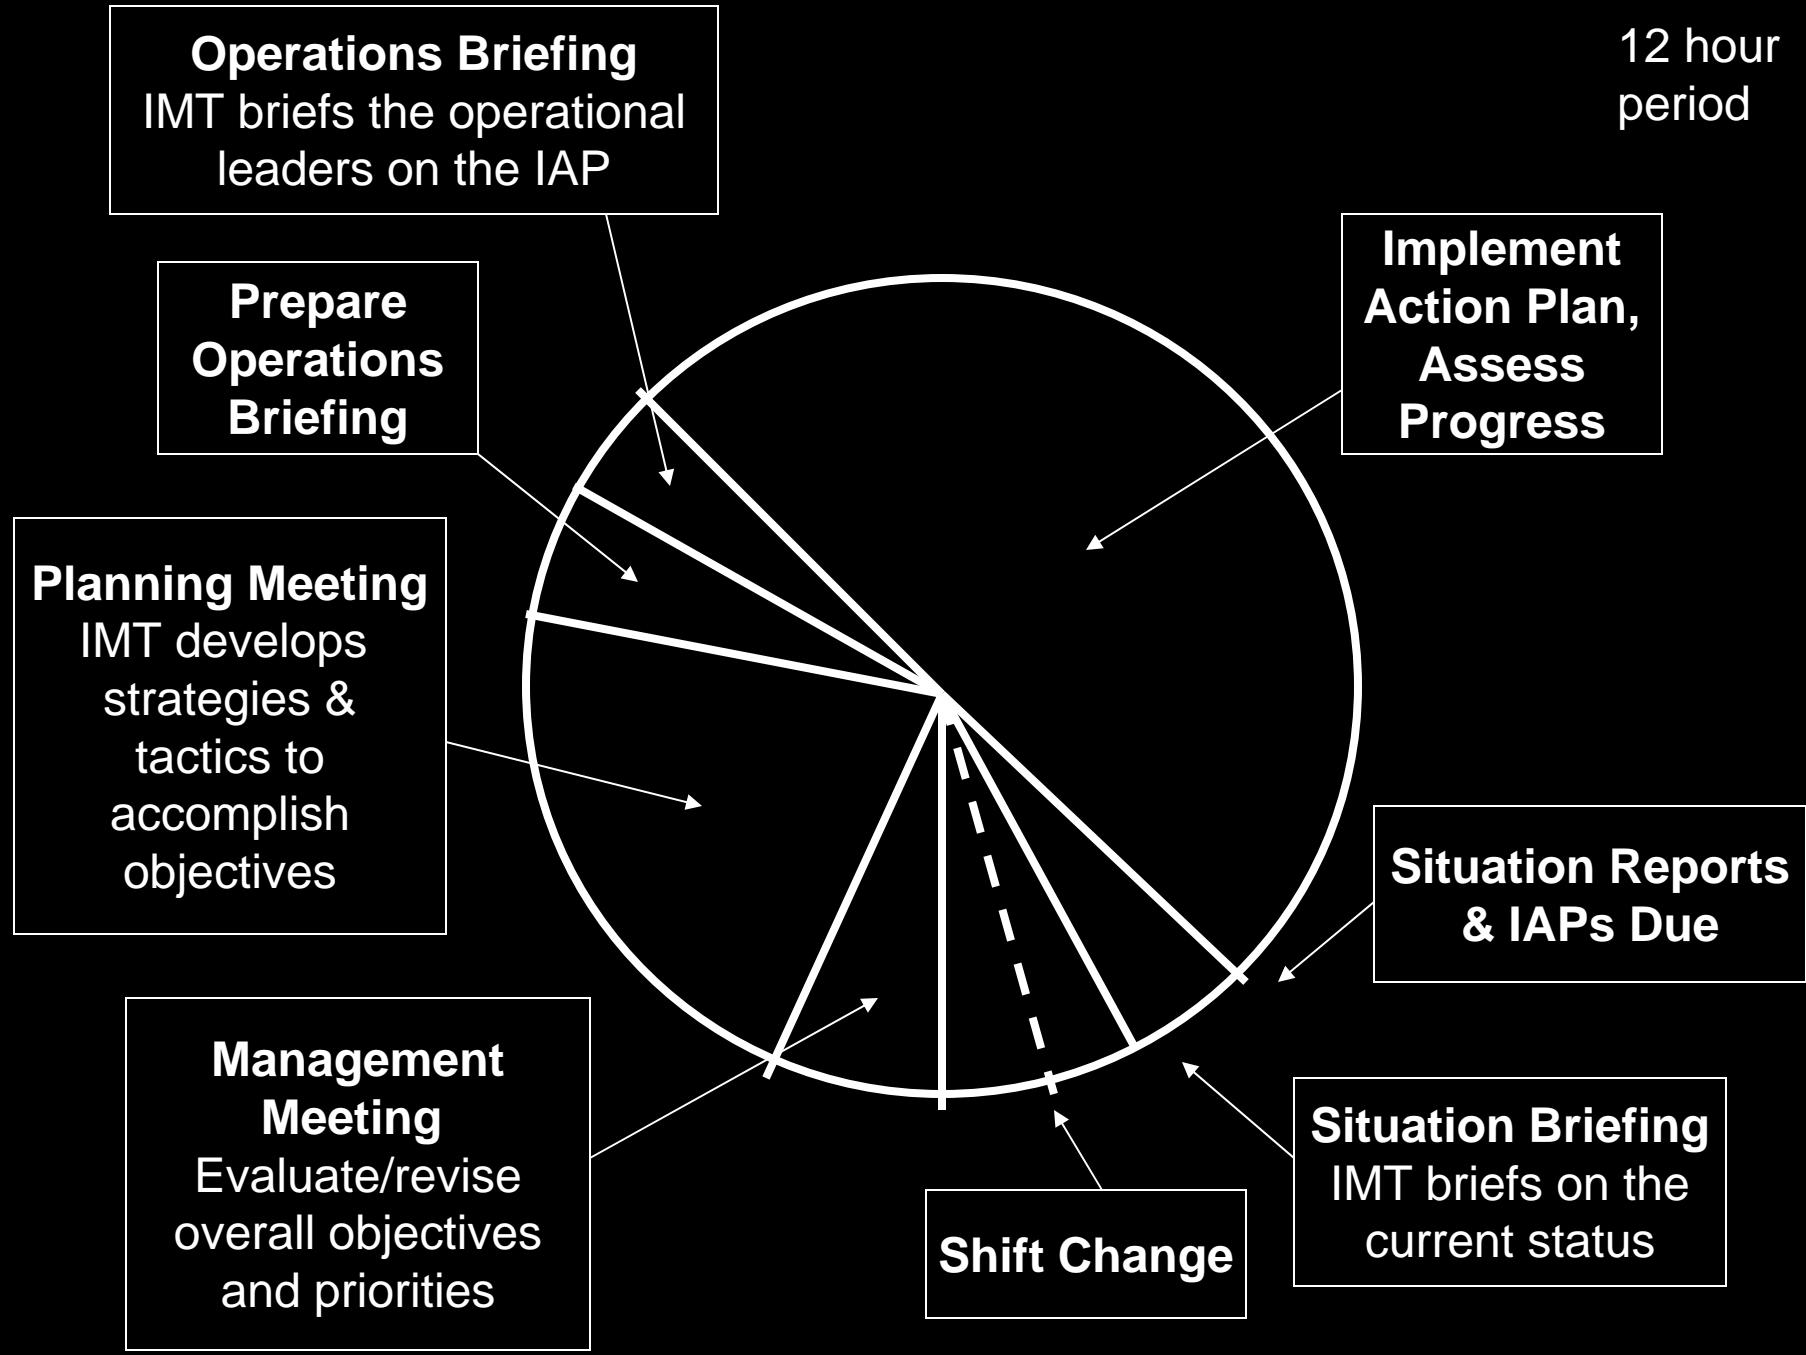 Operations Briefing
IMT briefs the operational
leaders on the IAP
12 hour
period
Implement
Action Plan,
Assess
Progress
Prepare
Operations
Briefing
Planning Meeting
IMT develops
strategies &
tactics to
accomplish
objectives
Situation Reports
& IAPs Due
Management
Meeting
Evaluate/revise
overall objectives
and priorities
Situation Briefing
IMT briefs on the
current status
Shift Change